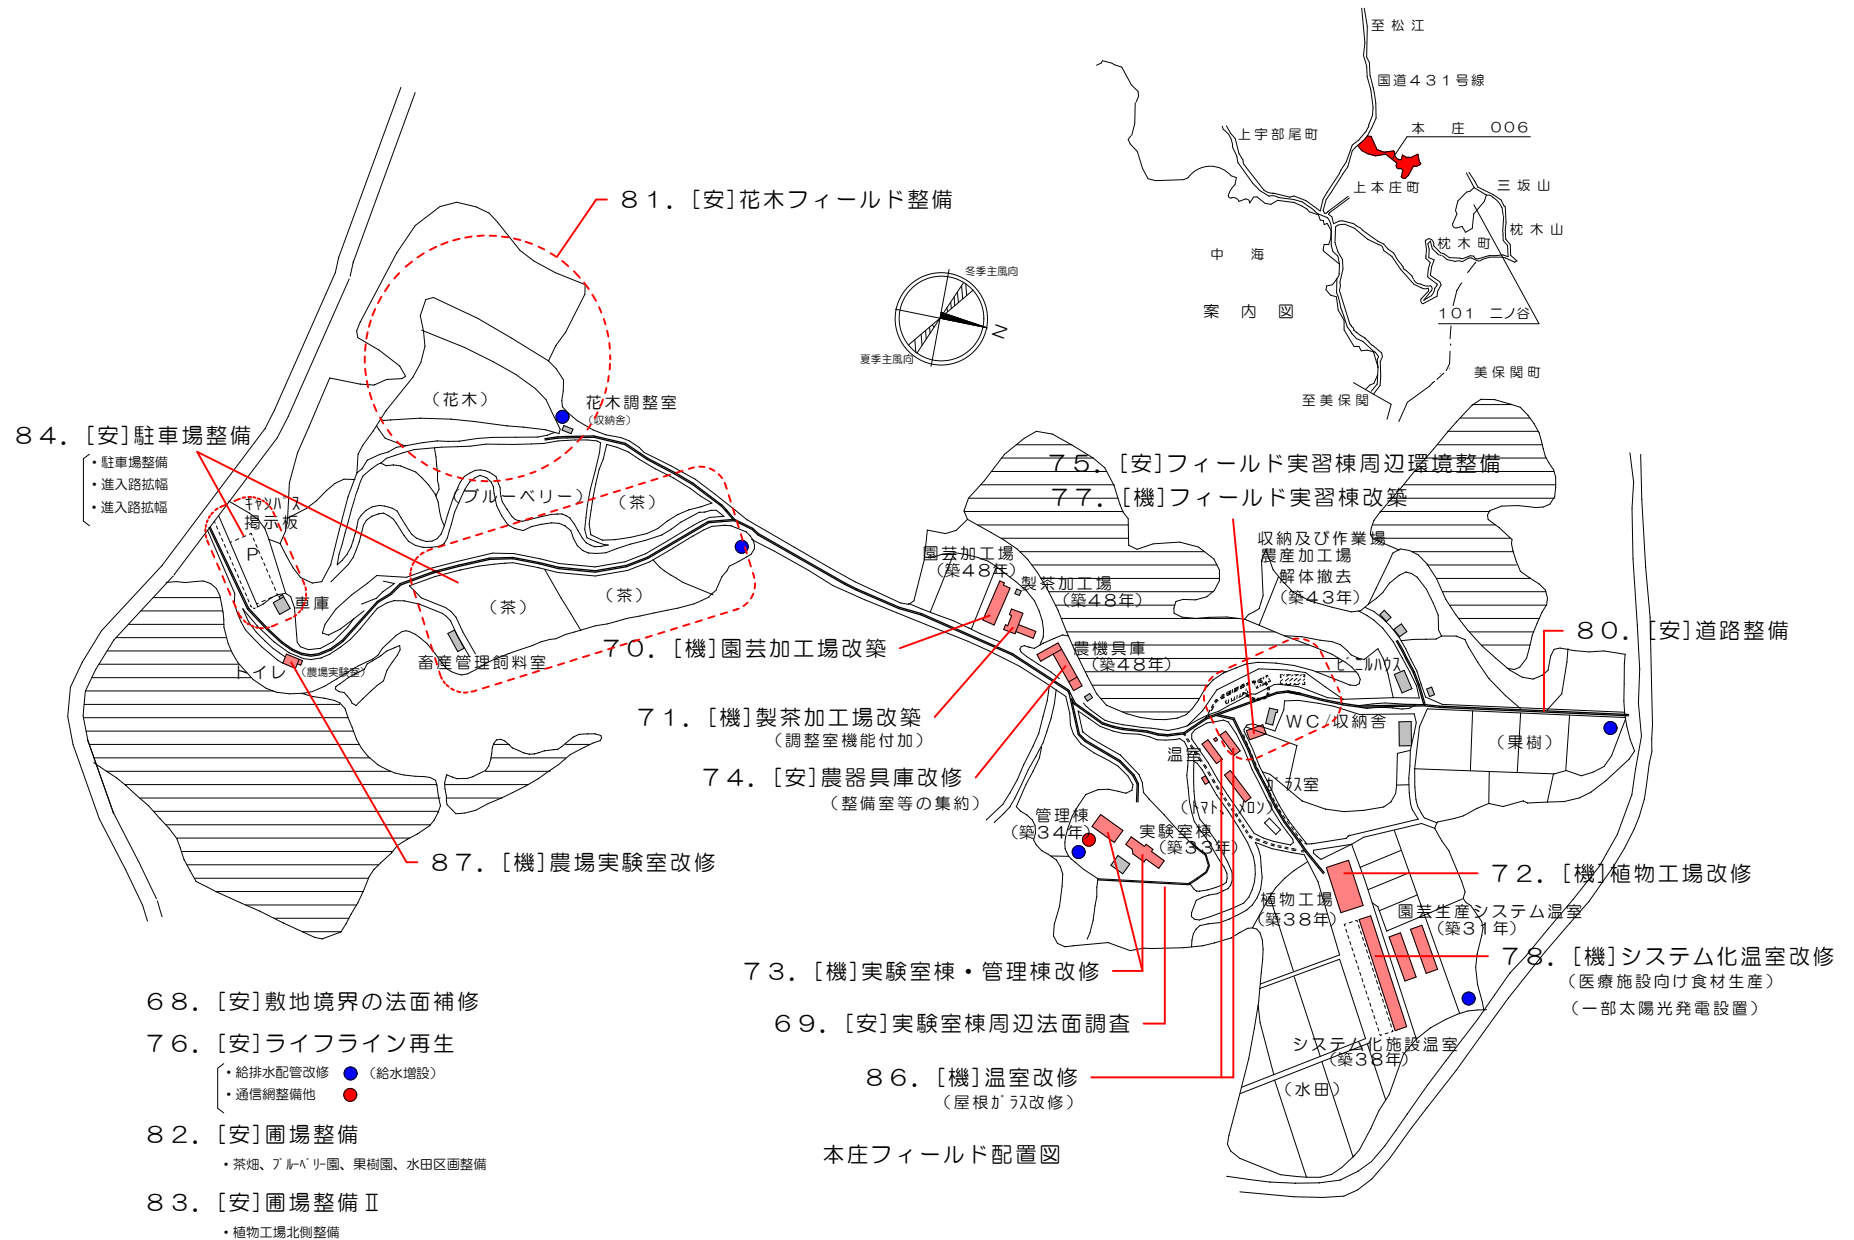 至松江
国道431号線
上宇部尾町
本　庄　006
上本庄町
三坂山
枕木山
枕木町
中　海
案　内　図
101　二ノ谷
美保関町
至美保関
冬季主風向
N
夏季主風向
81. [安]花木フィールド整備
(花木)
花木調整室
(収納舎)
84. [安]駐車場整備
・駐車場整備
・進入路拡幅
・進入路拡幅
ｷｬﾝﾊﾟｽ
掲示板
P
車庫
(ブルーベリー)
(茶)
(茶)
(茶)
トイレ
(農場実験室)
畜産管理飼料室
75. [安]フィールド実習棟周辺環境整備
77. [機]フィールド実習棟改築
収納及び作業場
農産加工場
解体撤去
(築43年)
園芸加工場
(築48年)
製茶加工場
(築48年)
70. [機]園芸加工場改築
農機具庫
(築48年)
80. [安]道路整備
ﾋﾞﾆﾙﾊｳｽ
71. [機]製茶加工場改築
(調整室機能付加)
WC/収納舎
(果樹)
温室
74. [安]農器具庫改修
(整備室等の集約)
ｶﾞﾗｽ室
(ﾄﾏﾄ、ﾒﾛﾝ)
管理棟
(築34年)
実験室棟
(築33年)
87. [機]農場実験室改修
72. [機]植物工場改修
植物工場
(築38年)
園芸生産システム温室
(築31年)
73. [機]実験室棟・管理棟改修
78. [機]システム化温室改修
(医療施設向け食材生産)
(一部太陽光発電設置)
69. [安]実験室棟周辺法面調査
システム化施設温室
(築38年)
86. [機]温室改修
(屋根ｶﾞﾗｽ改修)
(水田)
68. [安]敷地境界の法面補修
76. [安]ライフライン再生
・給排水配管改修　(給水増設)
・通信網整備他
82. [安]圃場整備
・茶畑、ﾌﾞﾙｰﾍﾞﾘｰ園、果樹園、水田区画整備
83. [安]圃場整備Ⅱ
・植物工場北側整備
本庄フィールド配置図